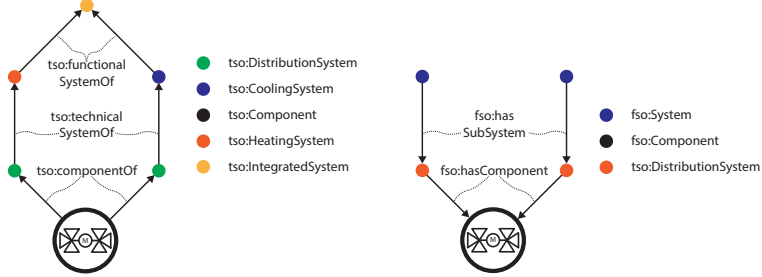 tso:functional
SystemOf
tso:technical
SystemOf
tso:componentOf
M
tso:DistributionSystem
tso:CoolingSystem
tso:Component
tso:HeatingSystem
tso:IntegratedSystem
fso:has
SubSystem
fso:hasComponent
M
fso:System
fso:Component
tso:DistributionSystem